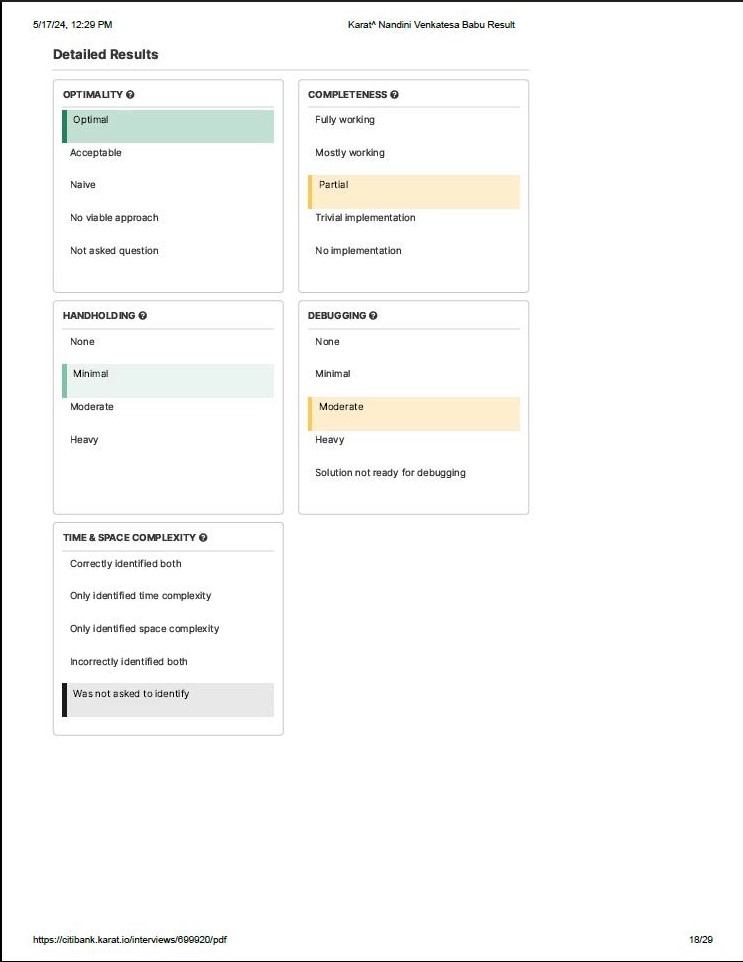 5/17/24, 12:29 PM
Karat^ Nandini Venkatesa Babu Result
Detailed Results
OPTIMALITY
Optimal
Acceptable
Naive
No viable approach
Not asked question
COMPLETENESS
Fully working
Mostly working
Partial
Trivial implementation
No implementation
HANDHOLDING
None
Minimal
Moderate
Heavy
DEBUGGING
None
Minimal
Moderate
Heavy
Solution not ready for debugging
TIME & SPACE COMPLEXITY
Correctly identified both
Only identified time complexity
Only identified space complexity
Incorrectly identified both
Was not asked to identify
https://citibank.karat.io/interviews/699920/pdf
18/29